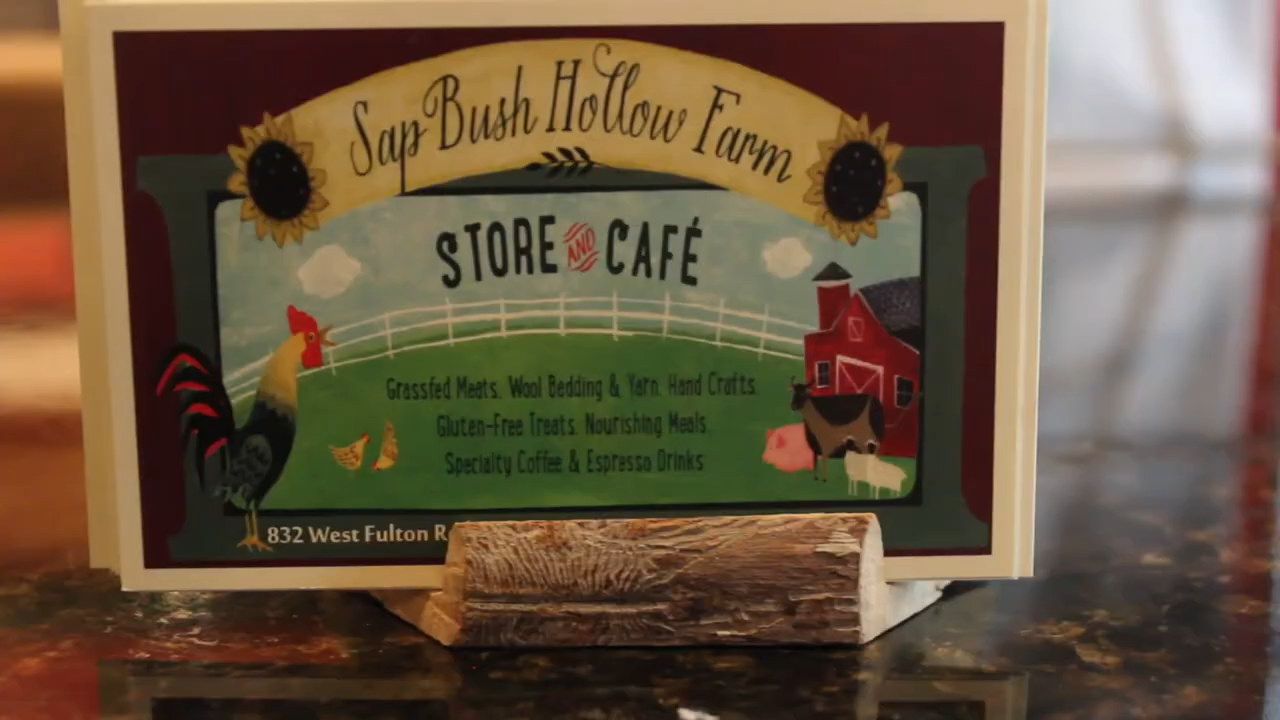 Sap Bush Hollow Farm
STORE AND CAFÉ
Grassfed Meats. Wool Bedding & Yarn. Hand Crafts.
Gluten-Free Treats. Nourishing Meals
Specialty Coffee & Espresso Drinks
832 West Fulton R